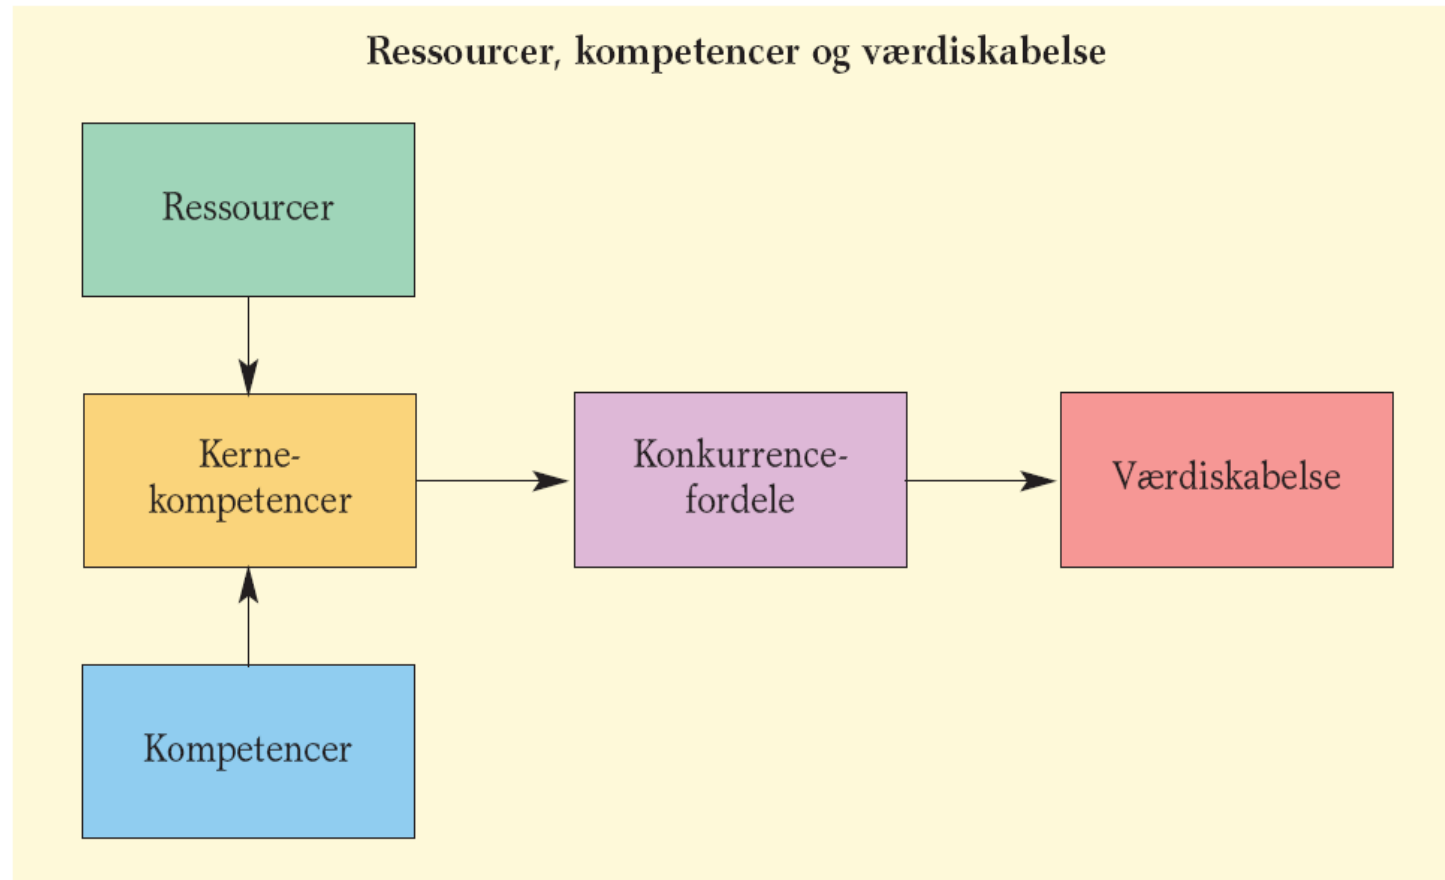 Ressourcer, kompetencer og værdiskabelse
Ressourcer
Kerne-
kompetencer
Konkurrence-
fordele
Værdiskabelse
Kompetencer